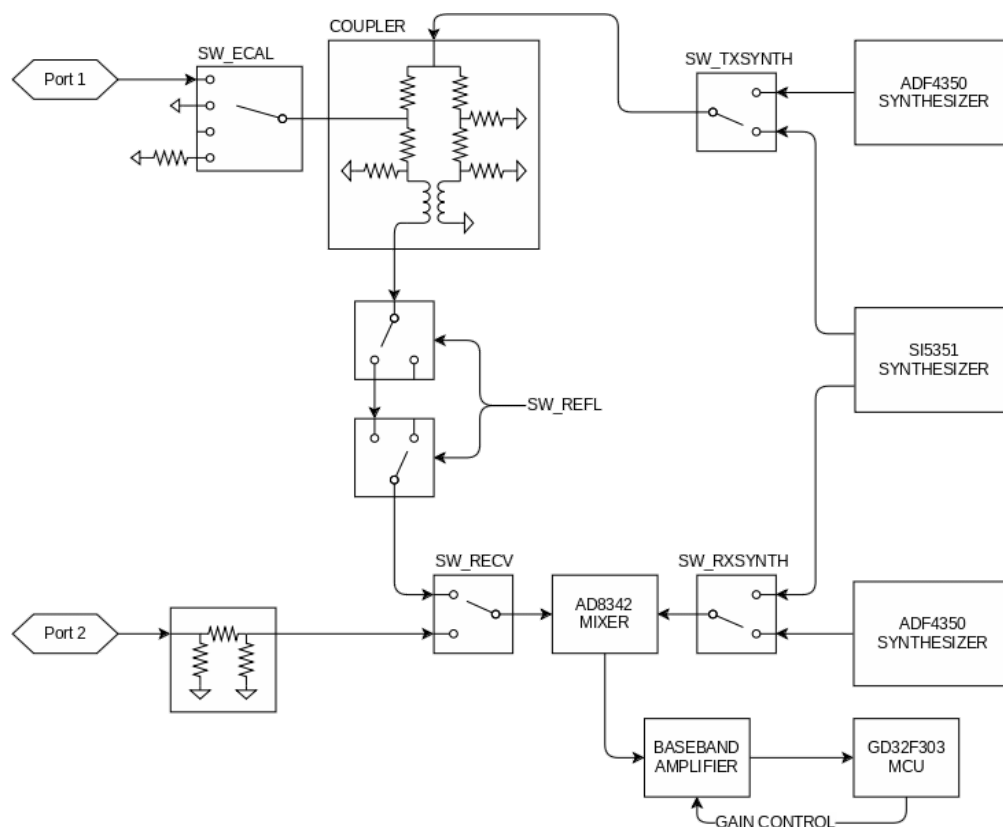 COUPLER
SW_ECAL
Port 1
SW_TXSYNTH
ADF4350
SYNTHESIZER
SI5351
SYNTHESIZER
SW_REFL
SW_RECV
SW_RXSYNTH
AD8342
MIXER
ADF4350
SYNTHESIZER
Port 2
BASEBAND
AMPLIFIER
GD32F303
MCU
GAIN CONTROL